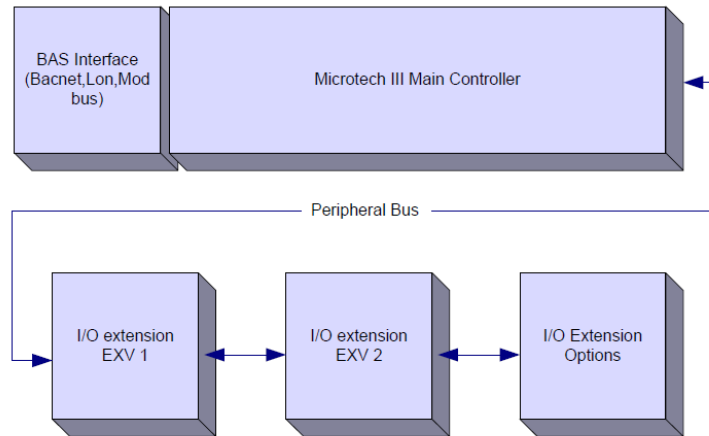 BAS Interface
(Bacnet,Lon,Mod
bus)
Microtech III Main Controller
Peripheral Bus
I/O extension
EXV 1
I/O extension
EXV 2
I/O Extension
Options